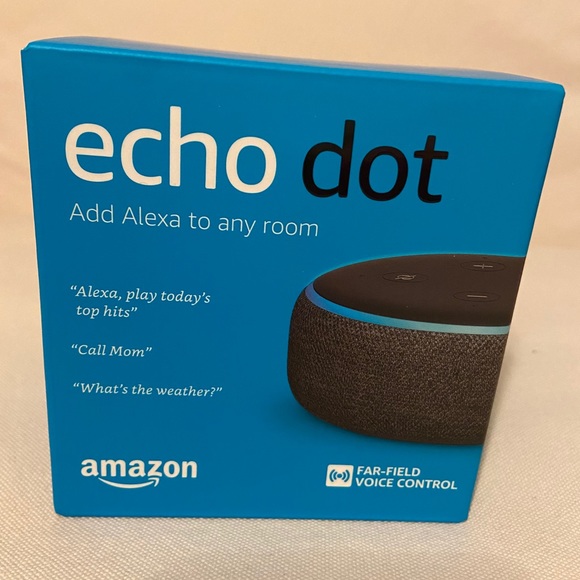 echo dot
Add Alexa to any room
“Alexa, play today’s
top hits”
“Call Mom”
“What’s the weather?”
amazon
FAR-FIELD
VOICE CONTROL